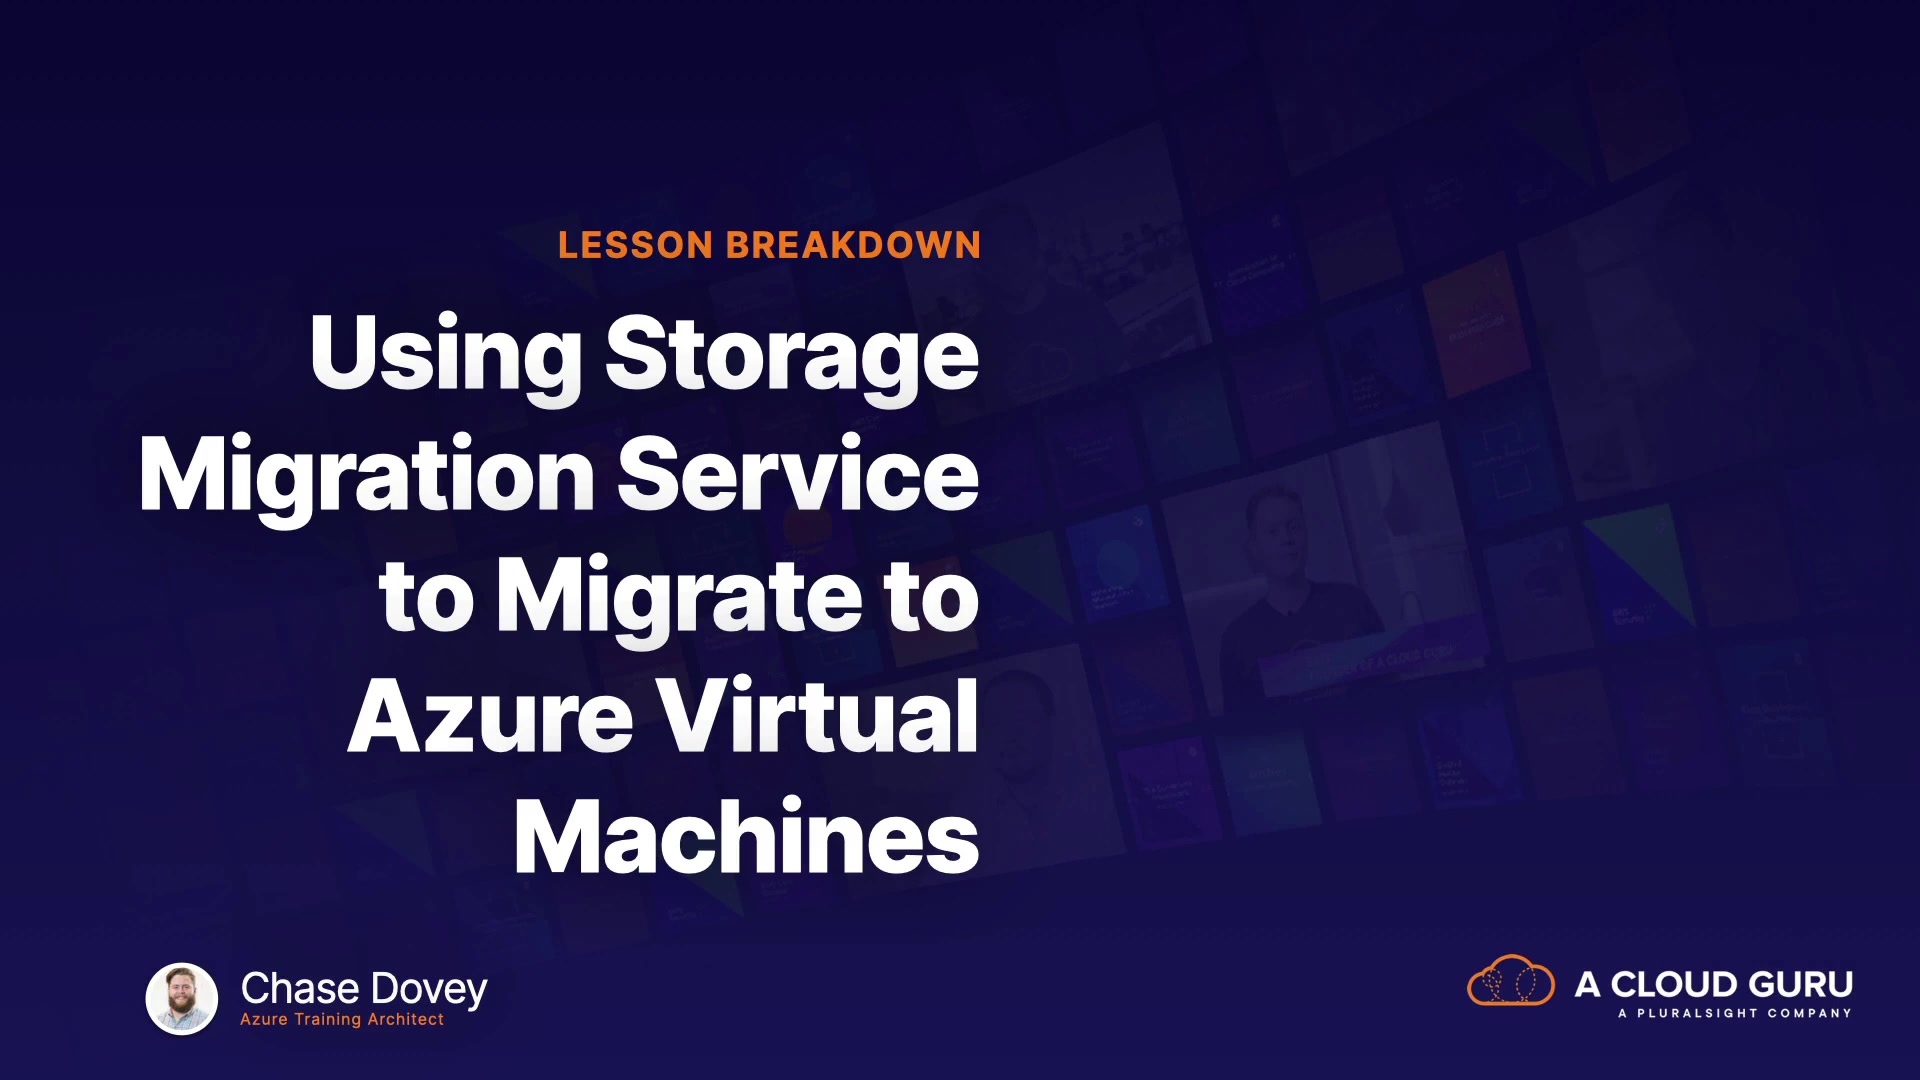 LESSON BREAKDOWN
Using Storage
Migration Service
to Migrate to
Azure Virtual
Machines
Chase Dovey
Azure Training Architect
A CLOUD GURU
A PLURALSIGHT COMPANY